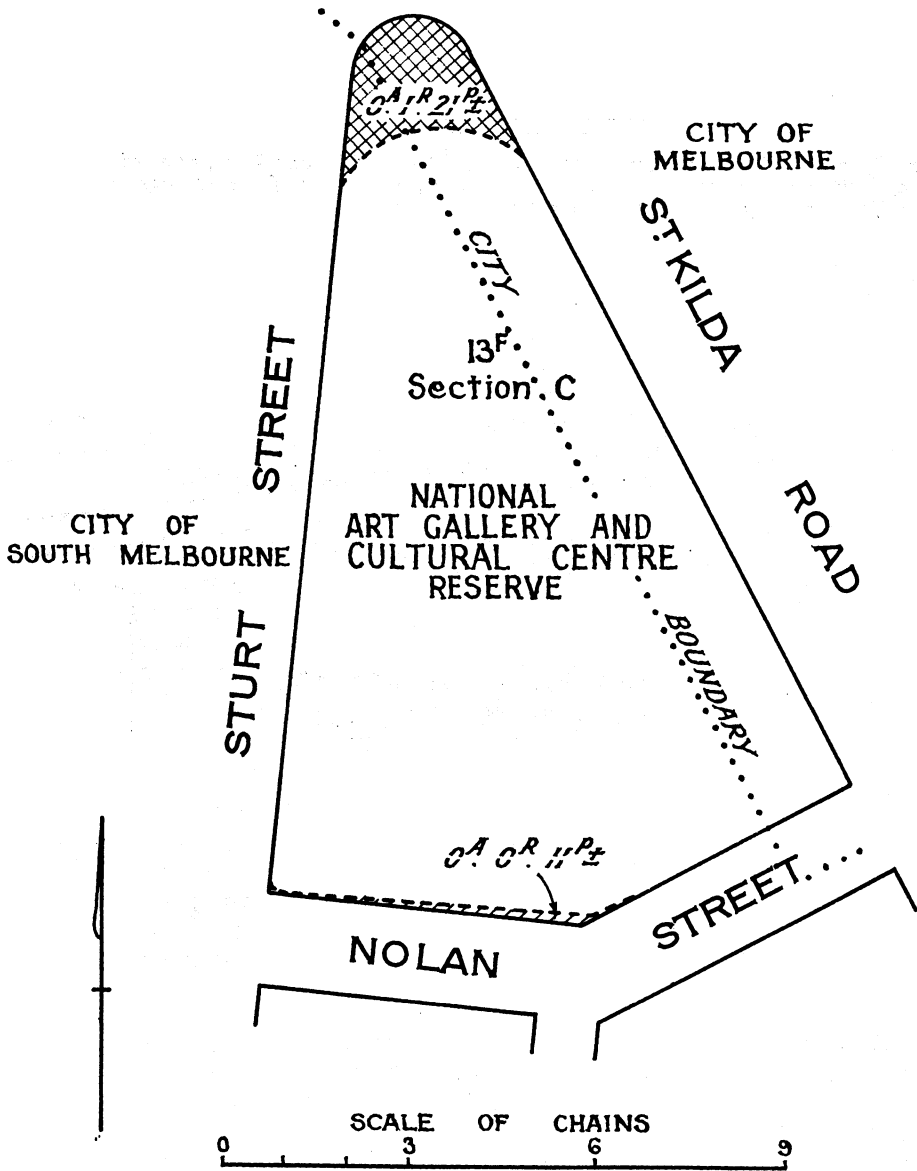 0A. 1R. 21P±
CITY OF
MELBOURNE
ST. KILDA
ROAD
CITY
BOUNDARY
13F
Section C
NATIONAL
ART GALLERY AND
CULTURAL CENTRE
RESERVE
CITY OF
SOUTH MELBOURNE
STURT STREET
0A. 0R. 11P±
NOLAN STREET
SCALE OF CHAINS
0 3 6 9